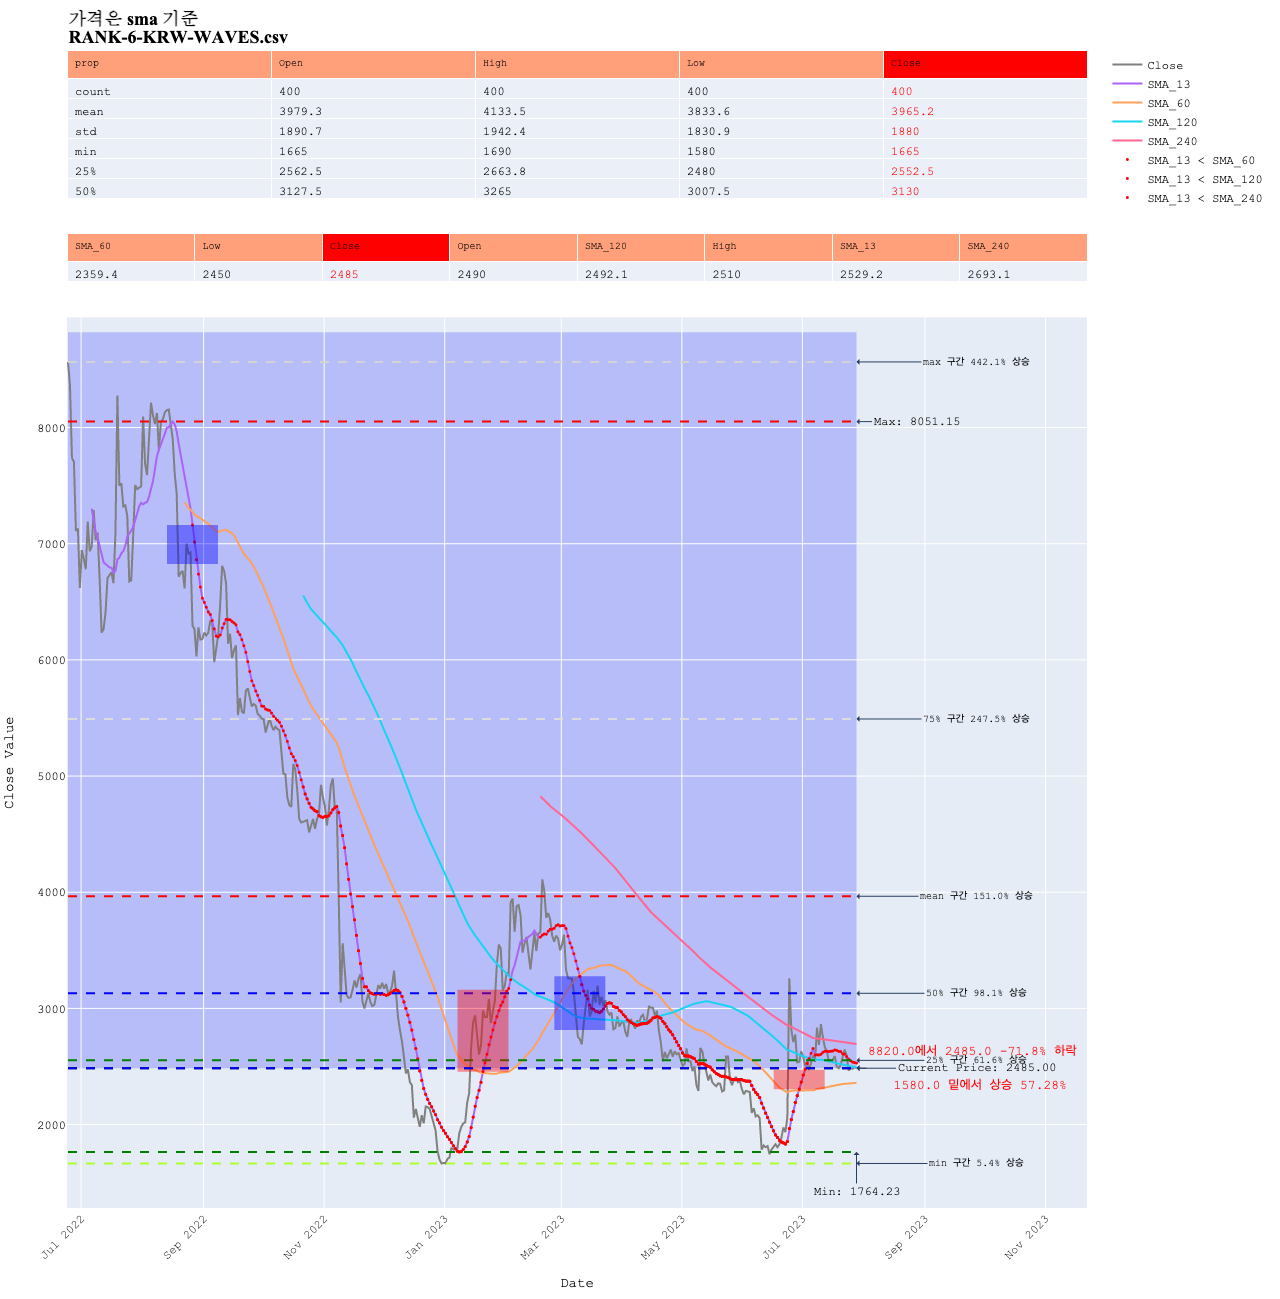 가격은 sma 기준
RANK-6-KRW-WAVES.csv
prop Open High Low Close
count 400 400 400 400
mean 3979.3 4133.5 3833.6 3965.2
std 1890.7 1942.4 1830.9 1880
min 1665 1690 1580 1665
25% 2562.5 2663.8 2480 2552.5
50% 3127.5 3265 3007.5 3130
Close
SMA_13
SMA_60
SMA_120
SMA_240
SMA_13 < SMA_60
SMA_13 < SMA_120
SMA_13 < SMA_240
SMA_60 Low Close Open SMA_120 High SMA_13 SMA_240
2359.4 2450 2485 2490 2492.1 2510 2529.2 2693.1
max 구간 442.1% 상승
Max: 8051.15
8000
7000
6000
75% 구간 247.5% 상승
5000
4000
mean 구간 151.0% 상승
50% 구간 98.1% 상승
3000
8820.0에서 2485.0 -71.8% 하락
25% 구간 61.6% 상승
Current Price: 2485.00
1580.0 밑에서 상승 57.28%
2000
min 구간 5.4% 상승
Min: 1764.23
Close Value
Jul 2022 Sep 2022 Nov 2022 Jan 2023 Mar 2023 May 2023 Jul 2023 Sep 2023 Nov 2023
Date